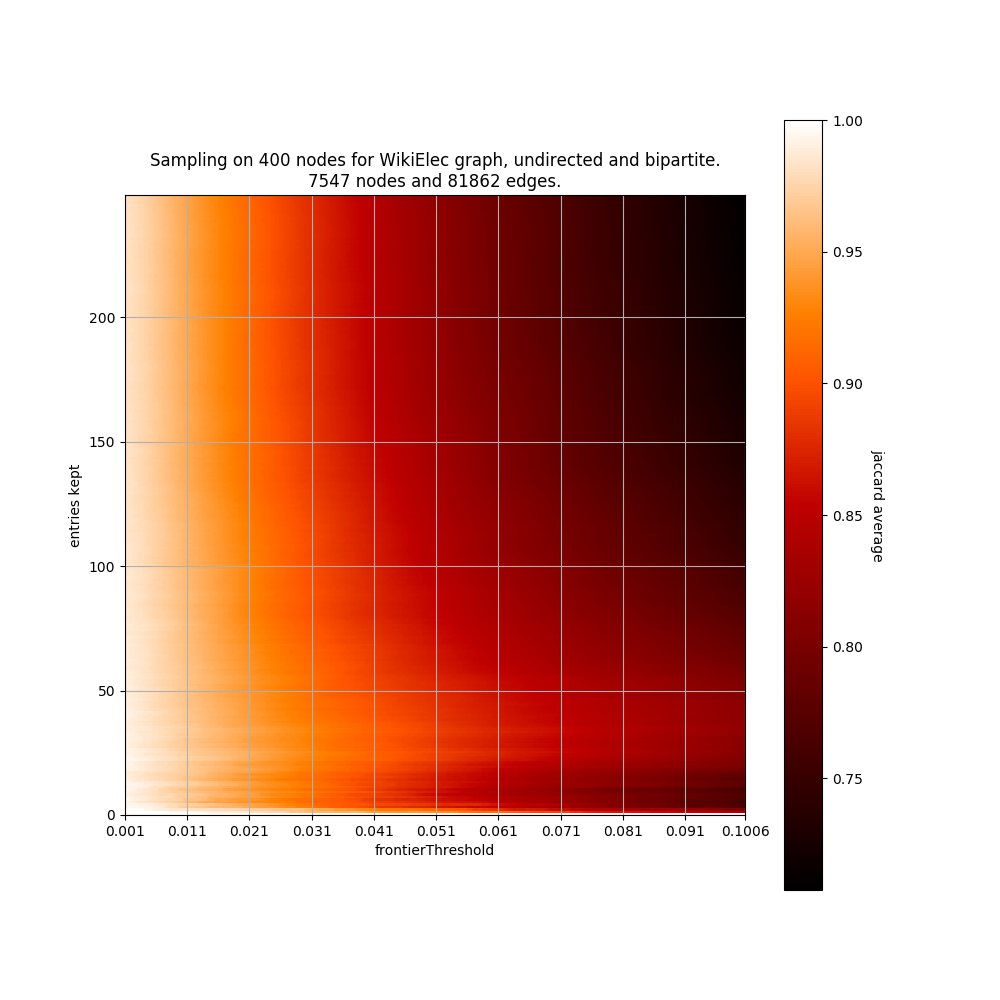 Sampling on 400 nodes for WikiElec graph, undirected and bipartite.
7547 nodes and 81862 edges.
entries kept
200
150
100
50
0
0.001 0.011 0.021 0.031 0.041 0.051 0.061 0.071 0.081 0.091 0.1006
frontierThreshold
1.00
0.95
0.90
0.85
0.80
0.75
jaccard average